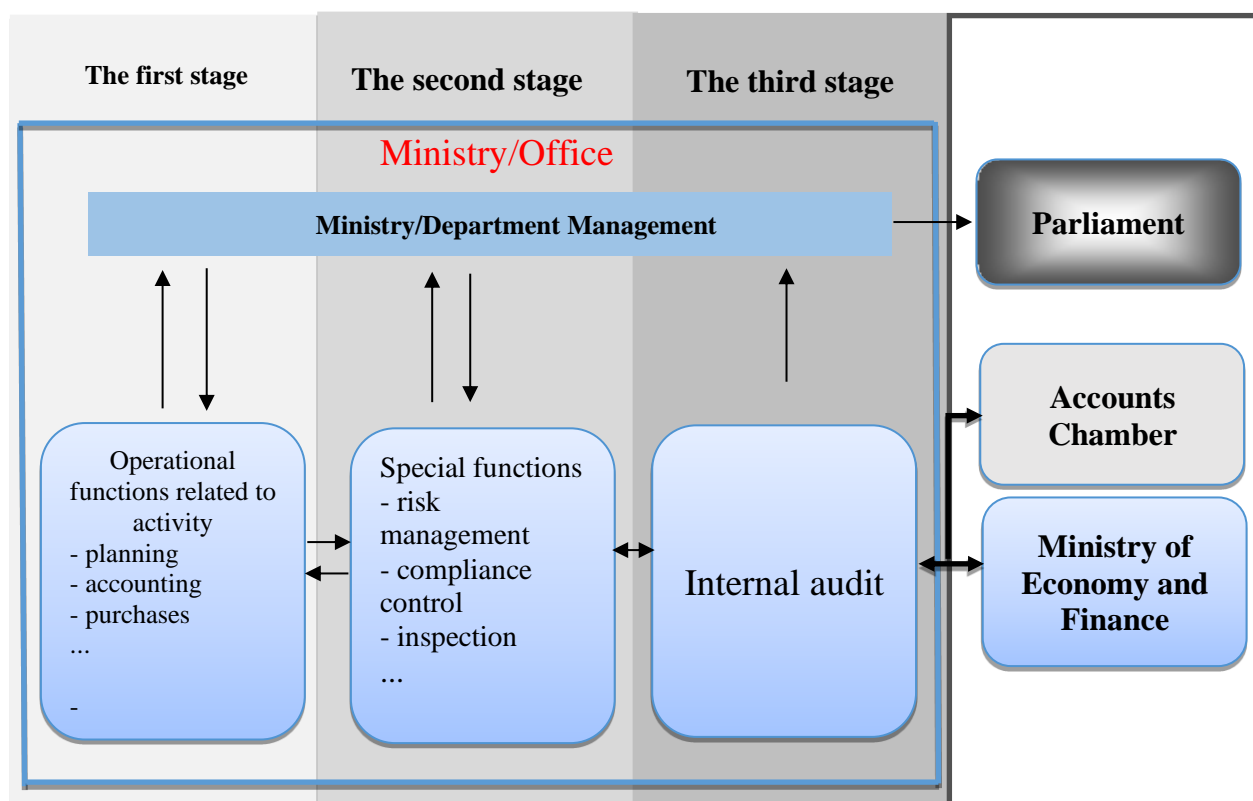 The first stage
The second stage
The third stage
Ministry/Office
Ministry/Department Management
Parliament
Operational
functions related to
activity
- planning
- accounting
- purchases
...
-
Special functions
- risk
management
- compliance
control
- inspection
...
Internal audit
Accounts
Chamber
Ministry of
Economy and
Finance